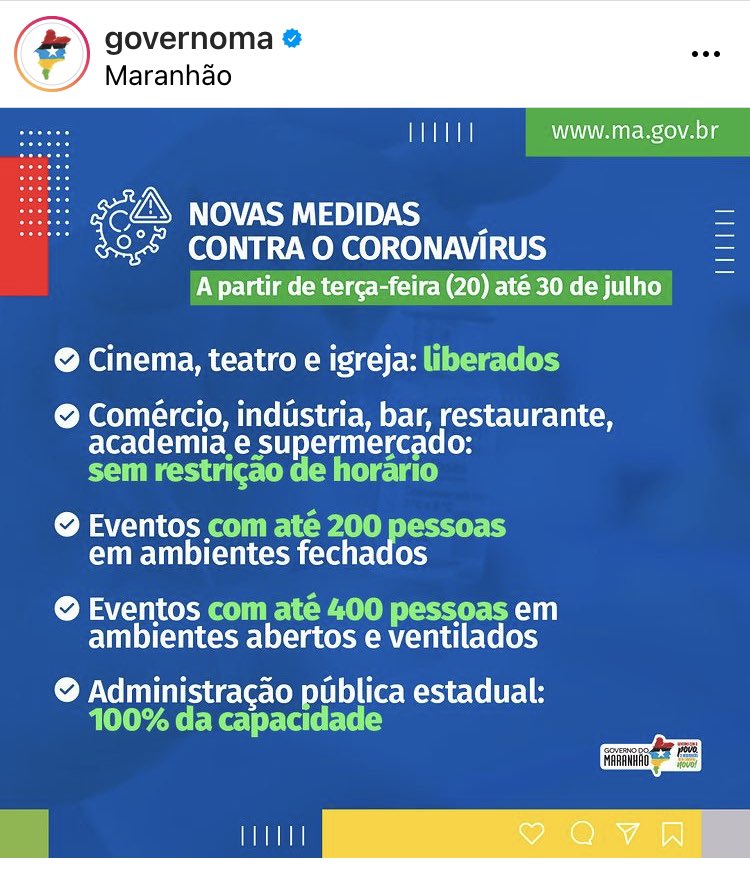 governoma
Maranhão
www.ma.gov.br
NOVAS MEDIDAS
CONTRA O CORONAVÍRUS
A partir de terça-feira (20) até 30 de julho
Cinema, teatro e igreja: liberados
Comércio, indústria, bar, restaurante,
academia e supermercado:
sem restrição de horário
Eventos com até 200 pessoas
em ambientes fechados
Eventos com até 400 pessoas em
ambientes abertos e ventilados
Administração pública estadual:
100% da capacidade
GOVERNO DO
MARANHÃO